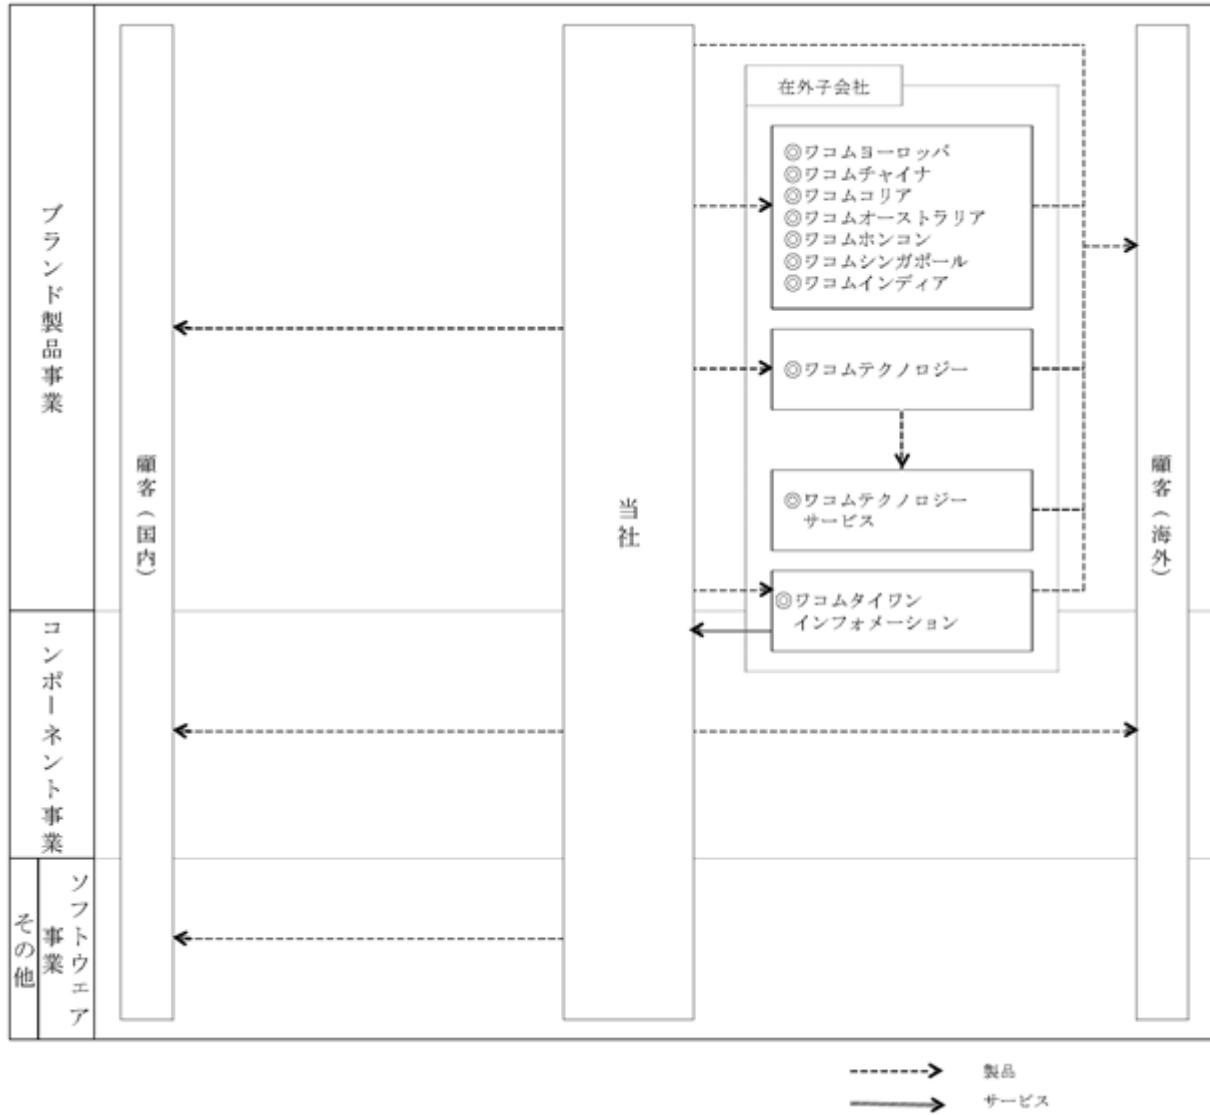 在外子会社
◎ワコムヨーロッパ
◎ワコムチャイナ
◎ワコムコリア
◎ワコムオーストラリア
◎ワコムホンコン
◎ワコムシンガポール
◎ワコムインディア
ブランド製品事業
◎ワコムテクノロジー
顧客（国内）
当社
◎ワコムテクノロジー
サービス
顧客（海外）
◎ワコムタイワン
インフォメーション
コンポーネント事業
その他
ソフトウェア
事業
製品
サービス